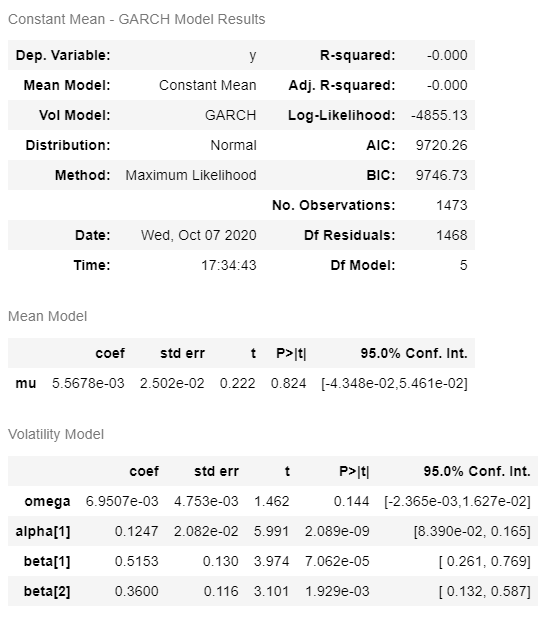 Constant Mean - GARCH Model Results
Dep. Variable: y R-squared: -0.000
Mean Model: Constant Mean Adj. R-squared: -0.000
Vol Model: GARCH Log-Likelihood: -4855.13
Distribution: Normal AIC: 9720.26
Method: Maximum Likelihood BIC: 9746.73
No. Observations: 1473
Date: Wed, Oct 07 2020 Df Residuals: 1468
Time: 17:34:43 Df Model: 5
Mean Model
coef std err t P>|t| 95.0% Conf. Int.
mu 5.5678e-03 2.502e-02 0.222 0.824 [-4.348e-02,5.461e-02]
Volatility Model
coef std err t P>|t| 95.0% Conf. Int.
omega 6.9507e-03 4.753e-03 1.462 0.144 [-2.365e-03,1.627e-02]
alpha[1] 0.1247 2.082e-02 5.991 2.089e-09 [8.390e-02, 0.165]
beta[1] 0.5153 0.130 3.974 7.062e-05 [ 0.261, 0.769]
beta[2] 0.3600 0.116 3.101 1.929e-03 [ 0.132, 0.587]